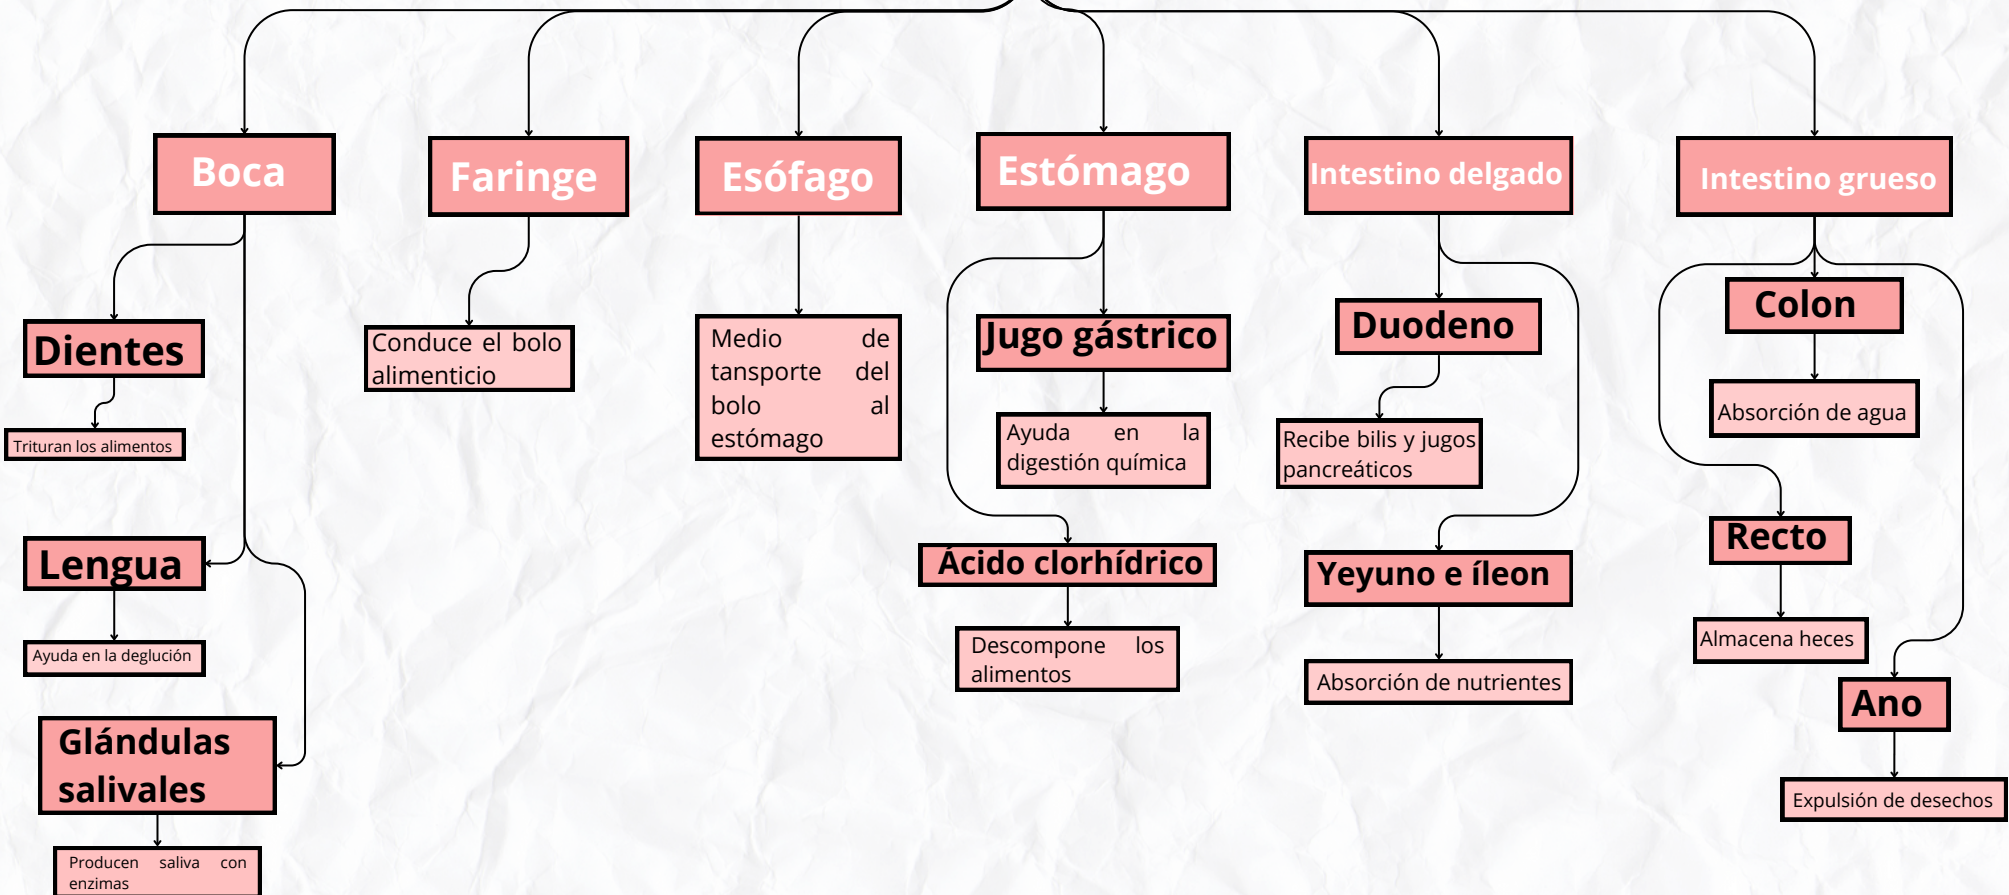 Boca
Faringe
Esófago
Estómago
Intestino delgado
Intestino grueso
Dientes
Trituran los alimentos
Lengua
Ayuda en la deglución
Glándulas
salivales
Producen saliva con
enzimas
Conduce el bolo
alimenticio
Medio de
tansporte del
bolo al
estómago
Jugo gástrico
Ayuda en la
digestión química
Ácido clorhídrico
Descompone los
alimentos
Duodeno
Recibe bilis y jugos
pancreáticos
Yeyuno e íleon
Absorción de nutrientes
Colon
Absorción de agua
Recto
Almacena heces
Ano
Expulsión de desechos